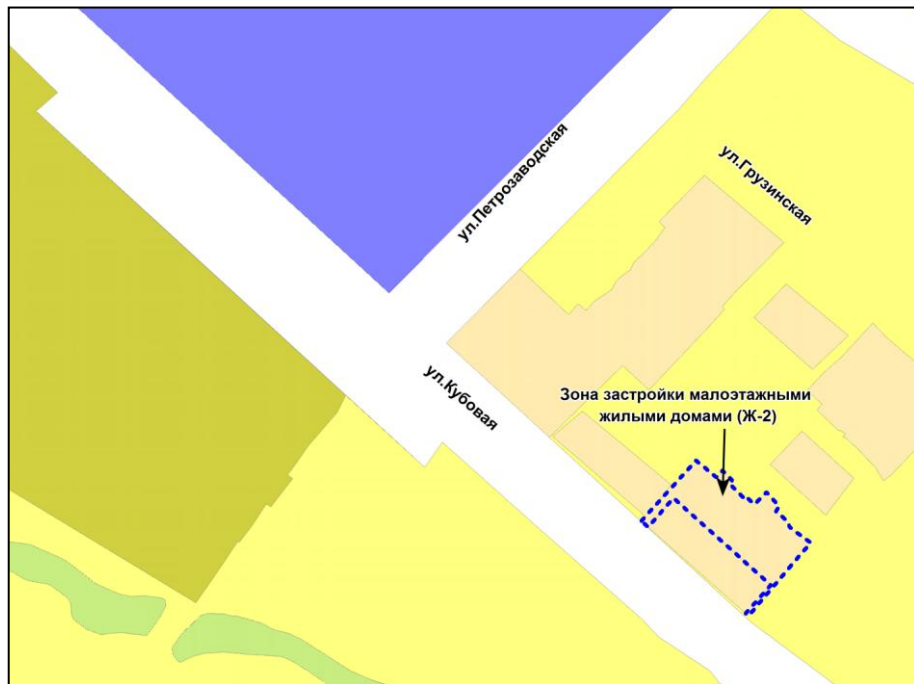 ул.Петрозаводская
ул.Грузинская
ул.Кубовая
Зона застройки малоэтажными
жилыми домами (Ж-2)